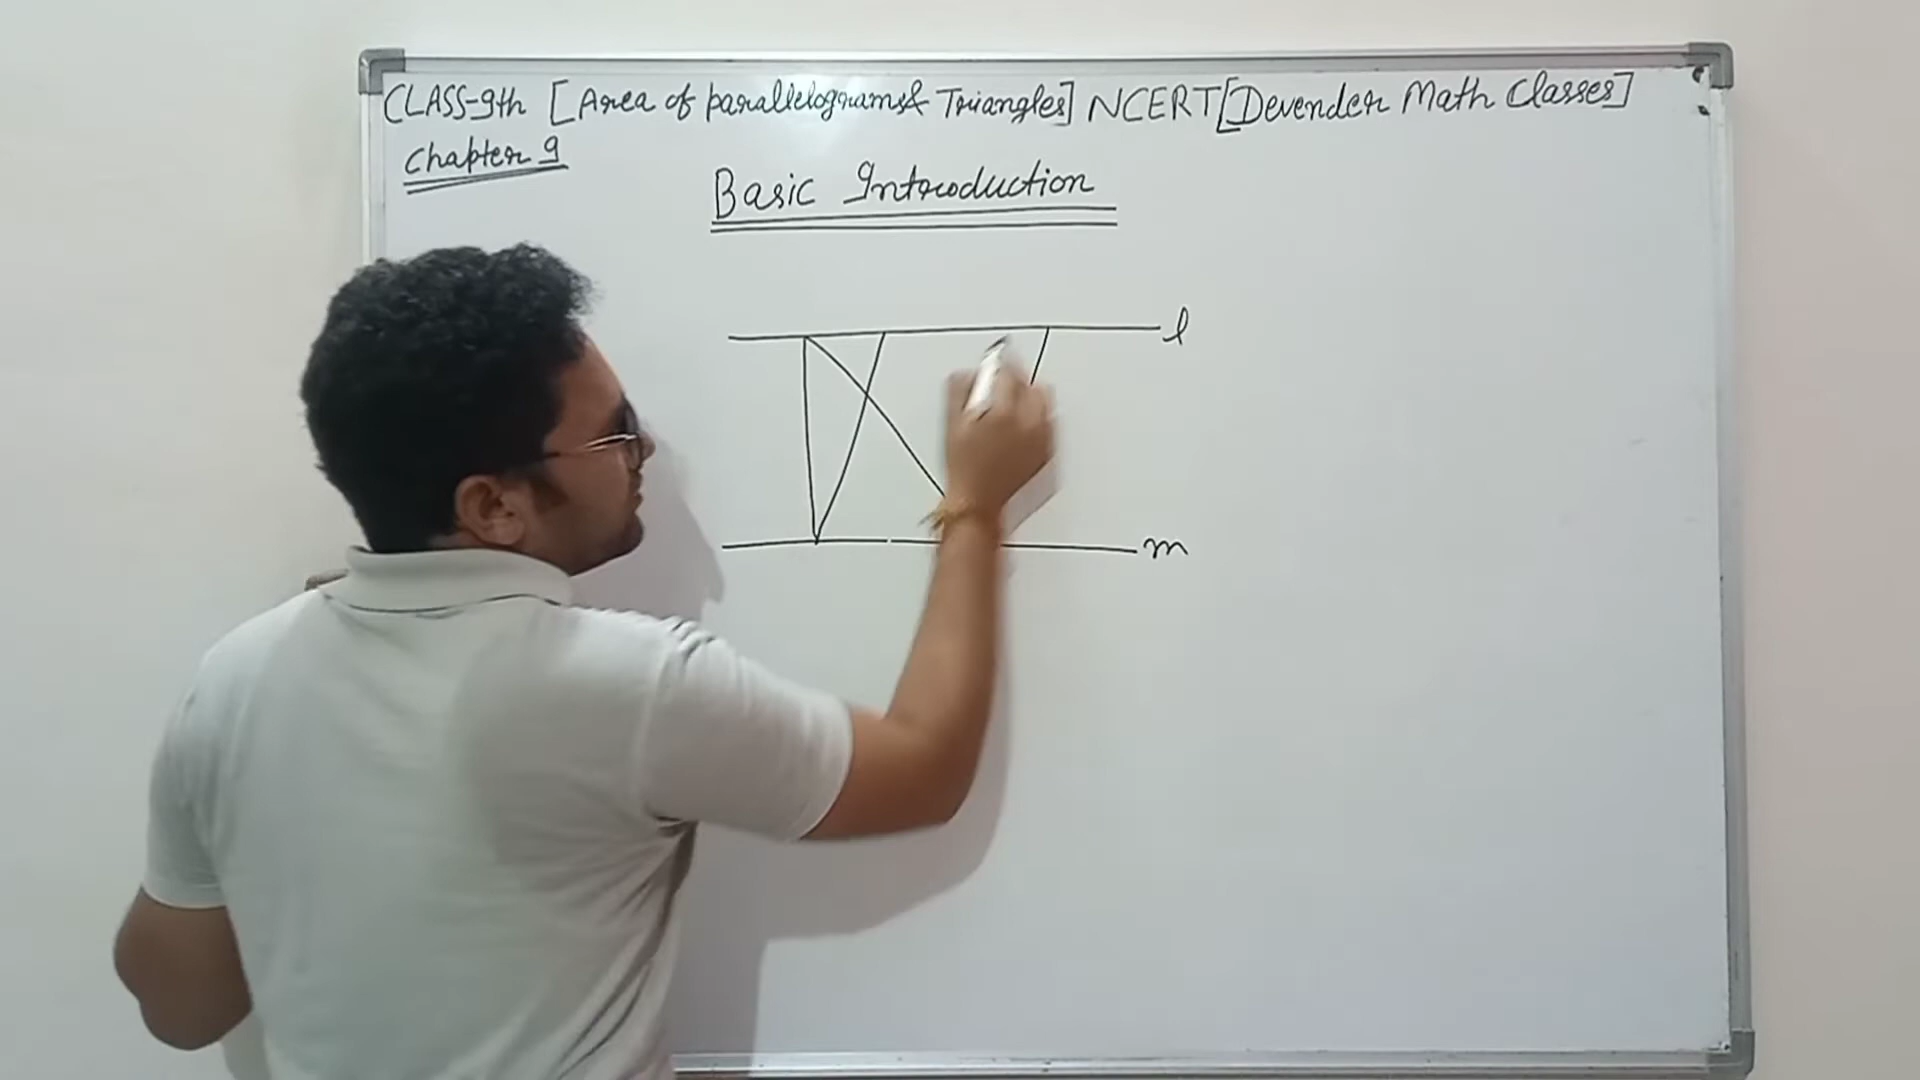 CLASS-9th [Area of parallelograms & Triangles] NCERT [Devender Math Classes]
Chapter 9
Basic Introduction
l
m